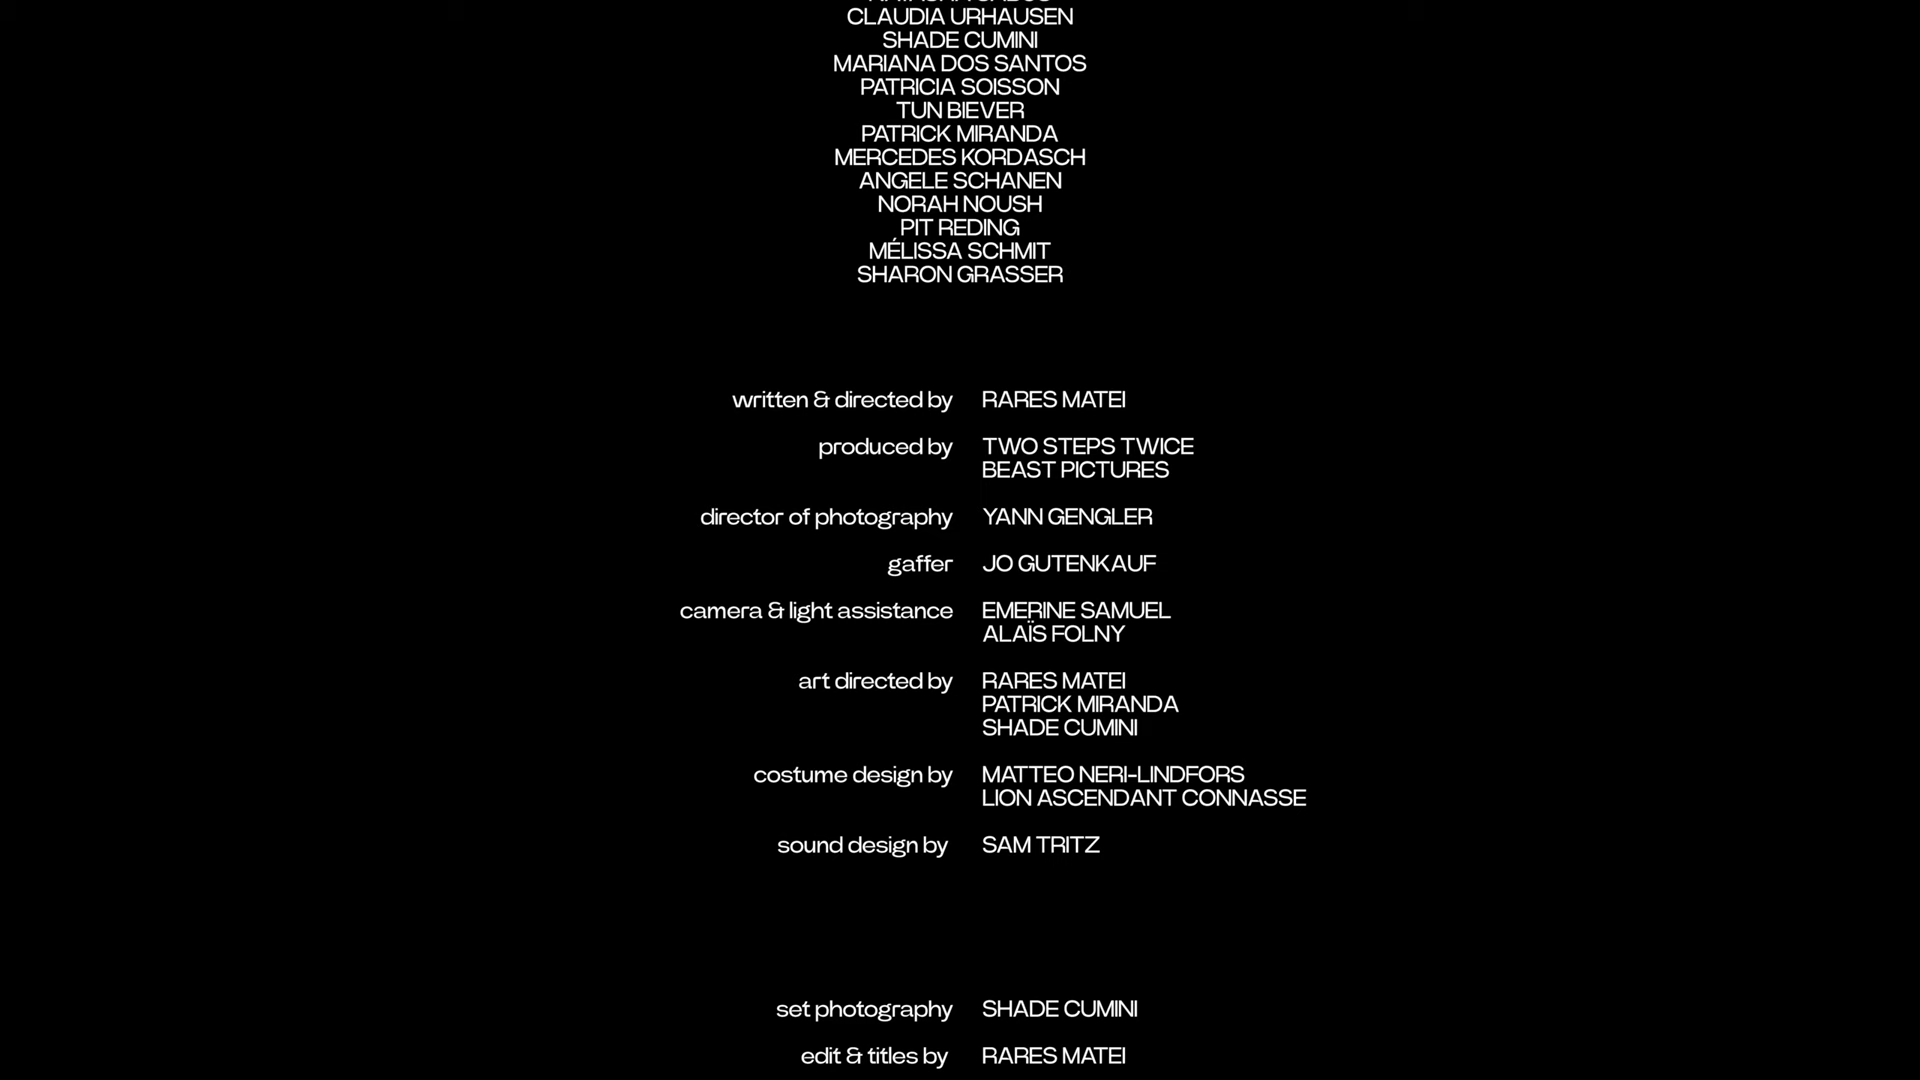 CLAUDIA URHAUSEN
SHADE CUMINI
MARIANA DOS SANTOS
PATRICIA SOISSON
TUN BIEVER
PATRICK MIRANDA
MERCEDES KORDASCH
ANGELE SCHANEN
NORAH NOUSH
PIT REDING
MÉLISSA SCHMIT
SHARON GRASSER
written & directed by RARES MATEI
produced by TWO STEPS TWICE
BEAST PICTURES
director of photography YANN GENGLER
gaffer JO GUTENKAUF
camera & light assistance EMERINE SAMUEL
ALAÏS FOLNY
art directed by RARES MATEI
PATRICK MIRANDA
SHADE CUMINI
costume design by MATTEO NERI-LINDFORS
LION ASCENDANT CONNASSE
sound design by SAM TRITZ
set photography SHADE CUMINI
edit & titles by RARES MATEI